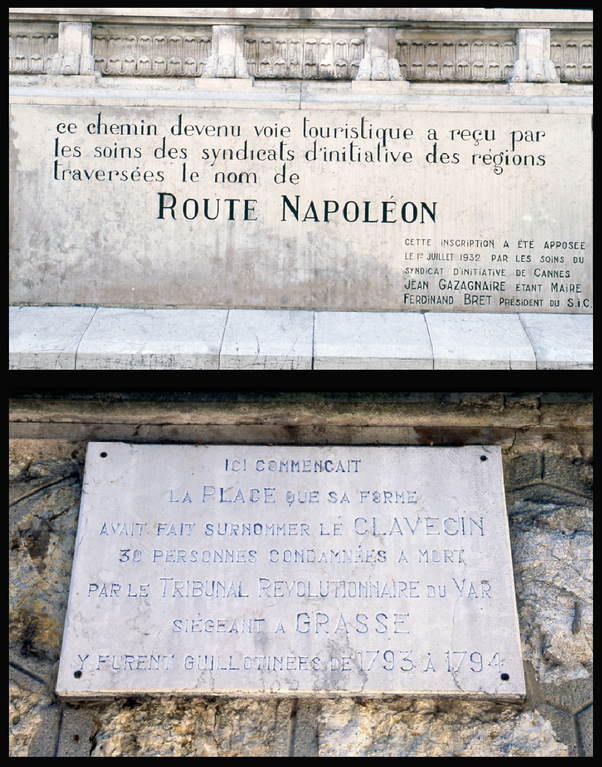 ce chemin devenu voie touristique a reçu par
les soins des syndicats d'initiative des régions
traversées le nom de
ROUTE NAPOLÉON
CETTE INSCRIPTION A ÉTÉ APPOSÉE
LE 1ER JUILLET 1932 PAR LES SOINS DU
SYNDICAT D'INITIATIVE DE CANNES
JEAN GAZAGNAIRE ÉTANT MAIRE
FERDINAND BRET PRÉSIDENT DU S.I.C.
ICI COMMENCAIT
LA PLACE QUE SA FORME
AVAIT FAIT SURNOMMER LE CLAVECIN
30 PERSONNES CONDAMNÉES A MORT
PAR LE TRIBUNAL REVOLUTIONNAIRE DU VAR
SIÉGEANT A GRASSE
Y FURENT GUILLOTINÉES DE 1793 À 1794